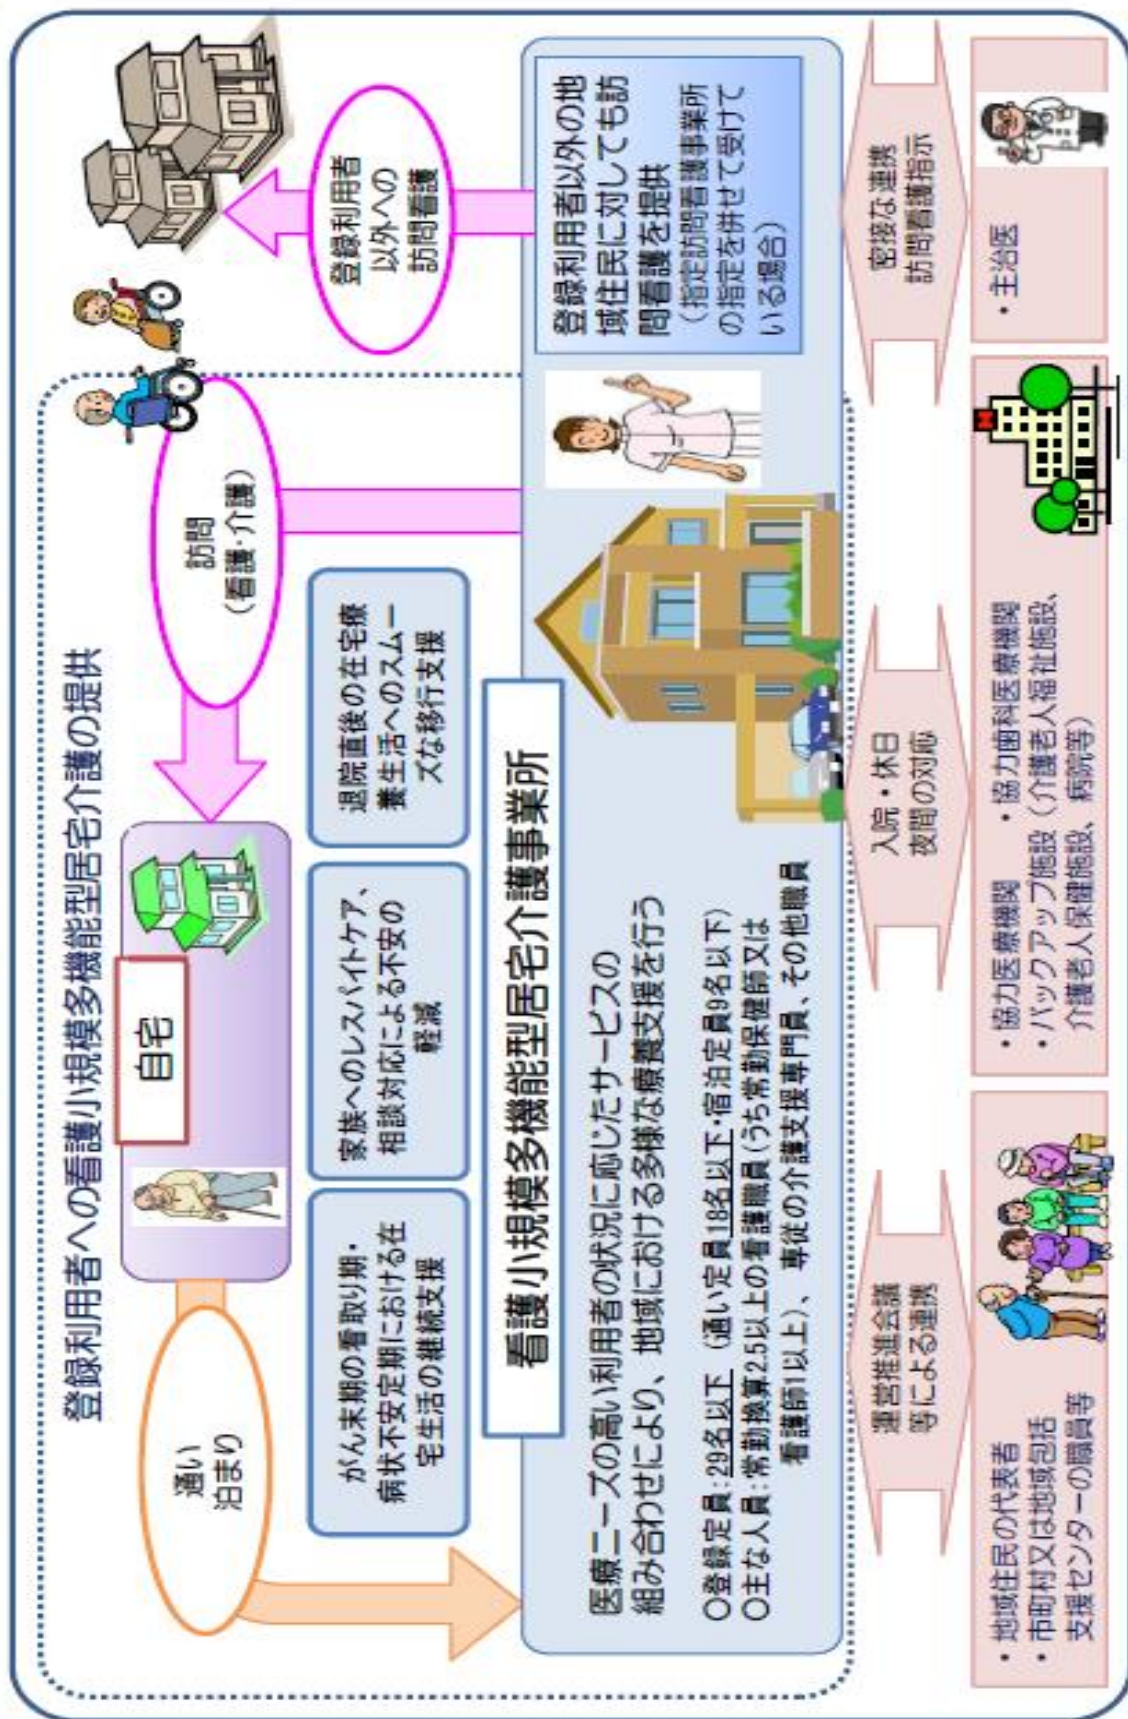 登録利用者への看護小規模多機能型居宅介護の提供
自宅
通い
泊まり
訪問
(看護・介護)
登録利用者
以外への
訪問看護
がん末期の看取り期・
病状不安定期における在
宅生活の継続支援
家族へのレスパイトケア、
相談対応による不安の
軽減
退院直後の在宅療
養生活へのスムー
ズな移行支援
看護小規模多機能型居宅介護事業所
医療ニーズの高い利用者の状況に応じたサービスの
組み合わせにより、地域における多様な療養支援を行う
〇登録定員:29名以下 (通い定員18名以下・宿泊定員9名以下)
〇主な人員:常勤換算2.5以上の看護職員(うち常勤保健師又は
看護師1以上)、専従の介護支援専門員、その他職員
登録利用者以外の地
域住民に対しても訪
問看護を提供
(指定訪問看護事業所
の指定を併せて受けて
いる場合)
運営推進会議
等による連携
入院・休日
夜間の対応
密接な連携
訪問看護指示
・地域住民の代表者
・市町村又は地域包括
支援センターの職員等
・協力医療機関 ・協力歯科医療機関
・バックアップ施設(介護老人福祉施設、
介護老人保健施設、病院等)
H
・主治医